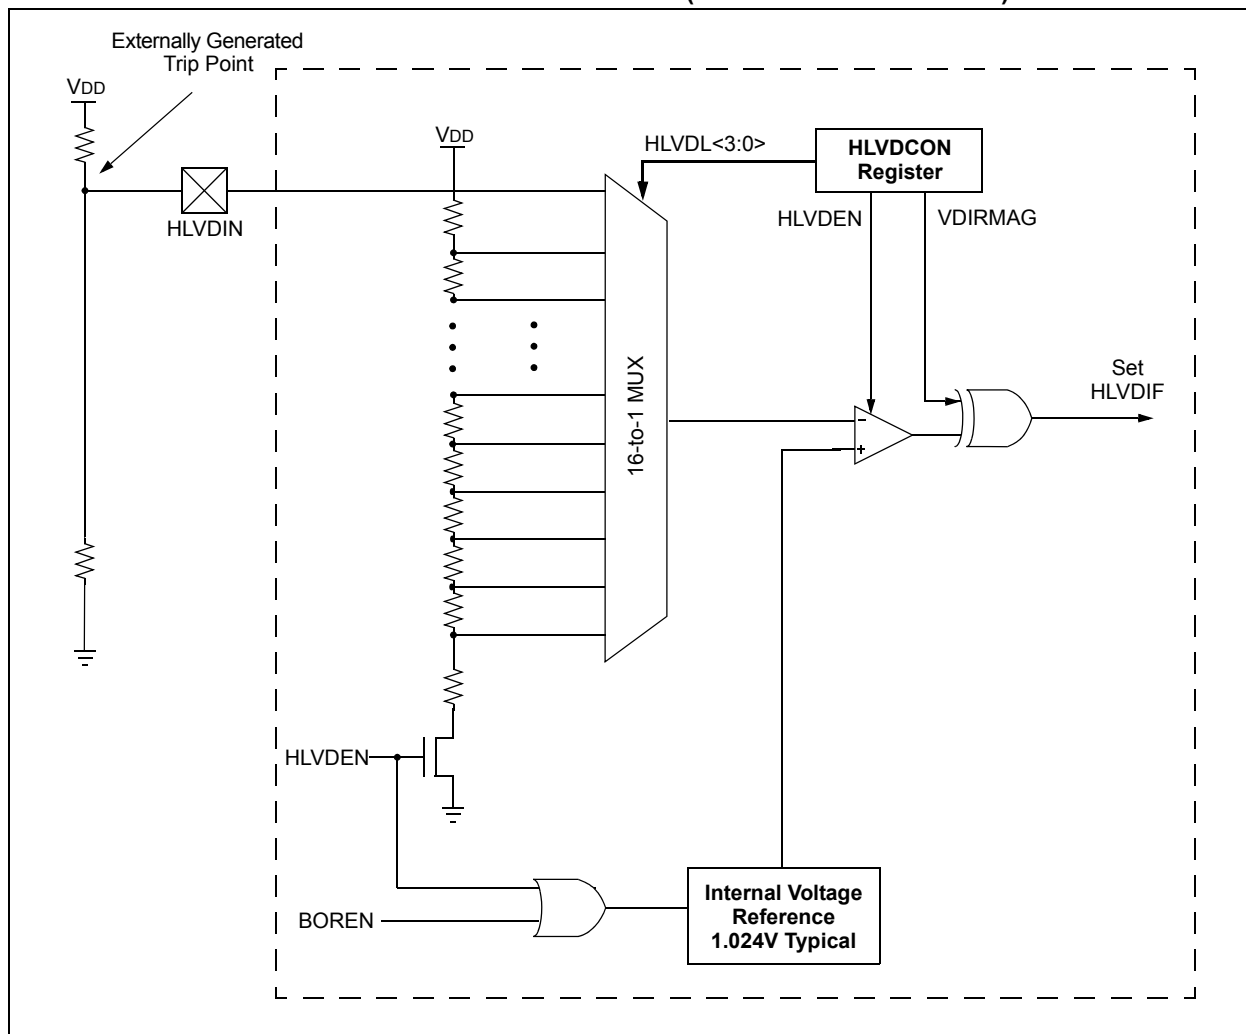 Externally Generated
Trip Point
VDD
HLVDIN
VDD
HLVDL<3:0>
HLVDCON
Register
HLVDEN
VDIRMAG
16-to-1 MUX
–
+
Set
HLVDIF
HLVDEN
BOREN
Internal Voltage
Reference
1.024V Typical